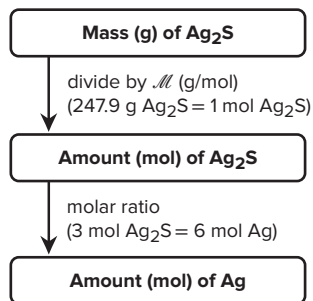 Mass (g) of Ag₂S
divide by ℳ (g/mol)
(247.9 g Ag₂S = 1 mol Ag₂S)
Amount (mol) of Ag₂S
molar ratio
(3 mol Ag₂S = 6 mol Ag)
Amount (mol) of Ag